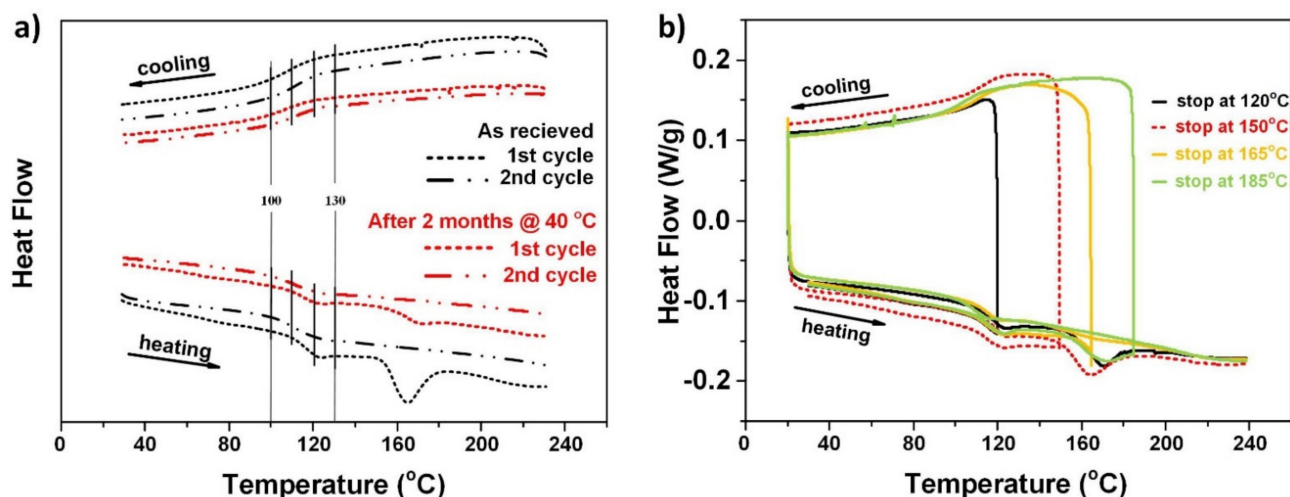 a)
cooling
As recieved
1st cycle
2nd cycle
100
130
After 2 months @ 40 °C
1st cycle
2nd cycle
heating
Heat Flow
0 40 80 120 160 200 240
Temperature (°C)
b)
cooling
stop at 120°C
stop at 150°C
stop at 165°C
stop at 185°C
heating
Heat Flow (W/g)
0.2
0.1
0.0
-0.1
-0.2
0 40 80 120 160 200 240
Temperature (°C)